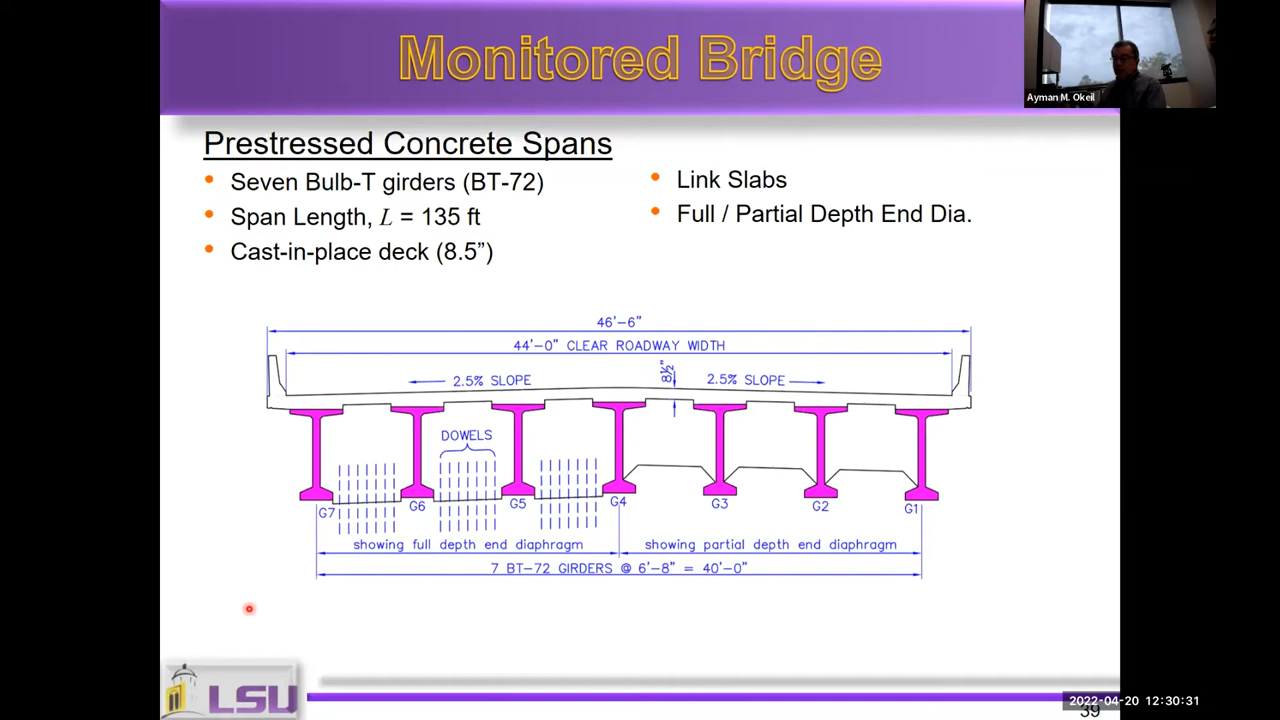 Monitored Bridge
Ayman M. Okeil
Prestressed Concrete Spans
• Seven Bulb-T girders (BT-72)
• Span Length, L = 135 ft
• Cast-in-place deck (8.5”)
• Link Slabs
• Full / Partial Depth End Dia.
46'-6"
44'-0" CLEAR ROADWAY WIDTH
2.5% SLOPE
8½"
2.5% SLOPE
DOWELS
G7
G6
G5
G4
G3
G2
G1
showing full depth end diaphragm
showing partial depth end diaphragm
7 BT-72 GIRDERS @ 6'-8" = 40'-0"
LSU
2022-04-20 12:30:31
39